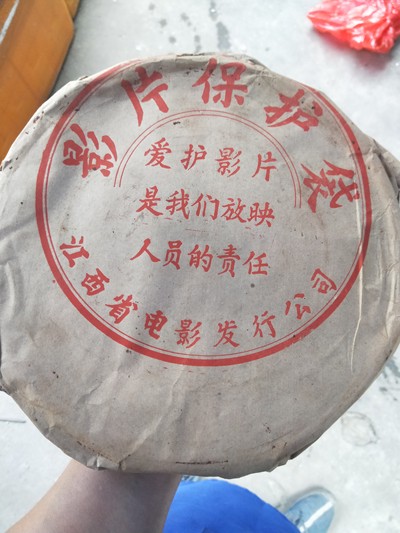 影片保护袋
爱护影片
是我们放映
人员的责任
江西省电影发行公司